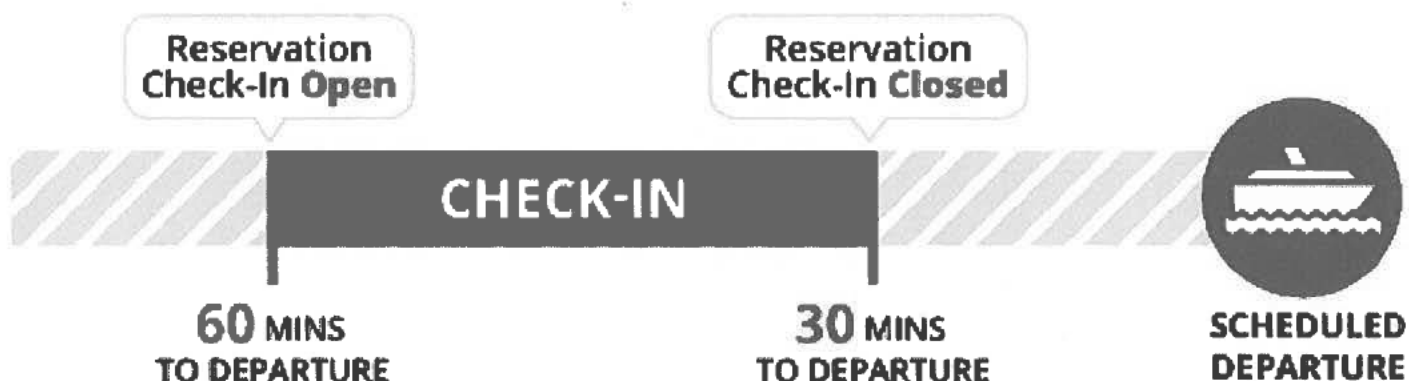 Reservation
Check-In Open
Reservation
Check-In Closed
CHECK-IN
60 MINS
TO DEPARTURE
30 MINS
TO DEPARTURE
SCHEDULED
DEPARTURE